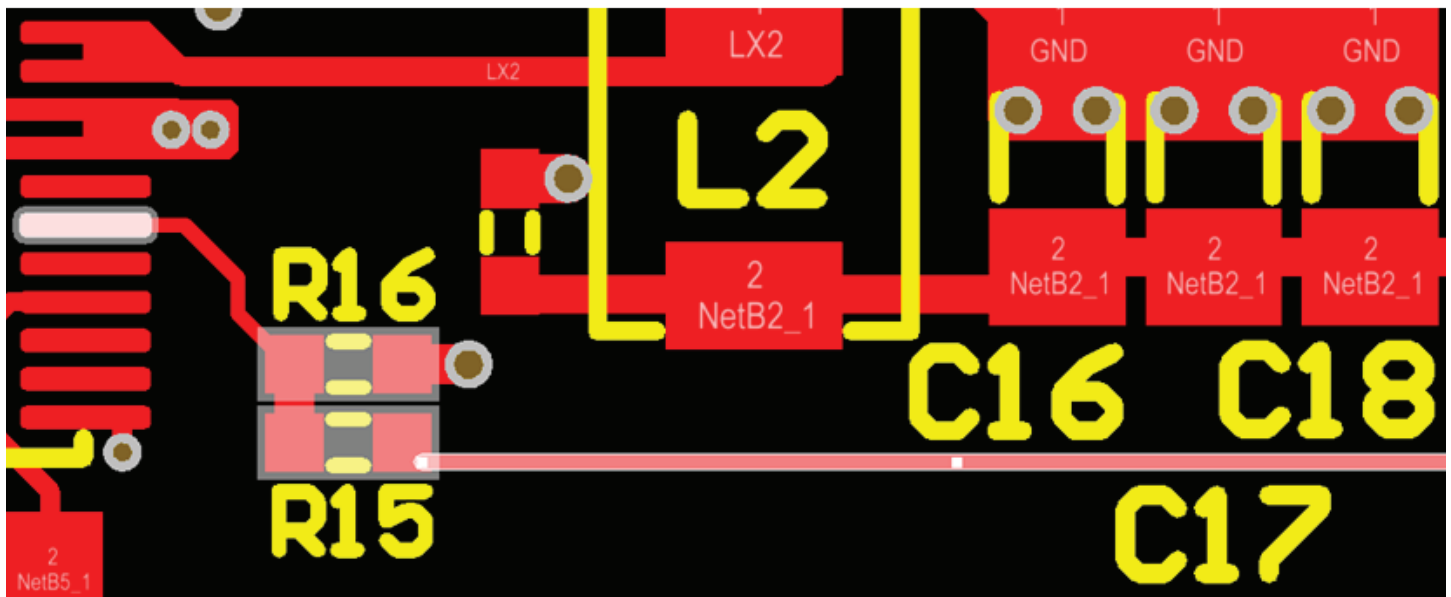 1
LX2
LX2
1
GND
1
GND
1
GND
L2
R16
2
NetB2_1
2
NetB2_1
2
NetB2_1
2
NetB2_1
C16
C18
R15
C17
2
NetB5_1